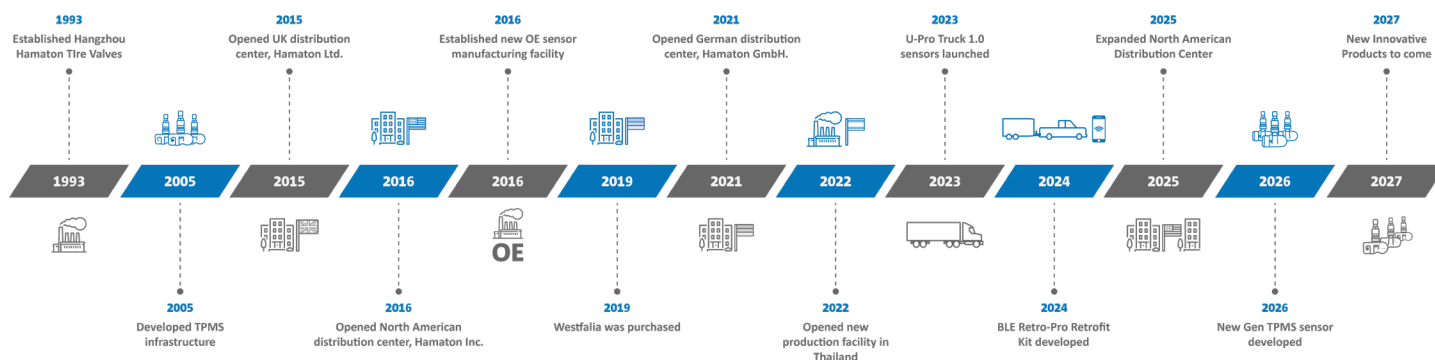 1993
Established Hangzhou
Hamaton TIre Valves
2015
Opened UK distribution
center, Hamaton Ltd.
2016
Established new OE sensor
manufacturing facility
2021
Opened German distribution
center, Hamaton GmbH.
2023
U-Pro Truck 1.0
sensors launched
2025
Expanded North American
Distribution Center
2027
New Innovative
Products to come
1993
2005
2015
2016
2016
2019
2021
2022
2023
2024
2025
2026
2027
OE
2005
Developed TPMS
infrastructure
2016
Opened North American
distribution center, Hamaton Inc.
2019
Westfalia was purchased
2022
Opened new
production facility in
Thailand
2024
BLE Retro-Pro Retrofit
Kit developed
2026
New Gen TPMS sensor
developed